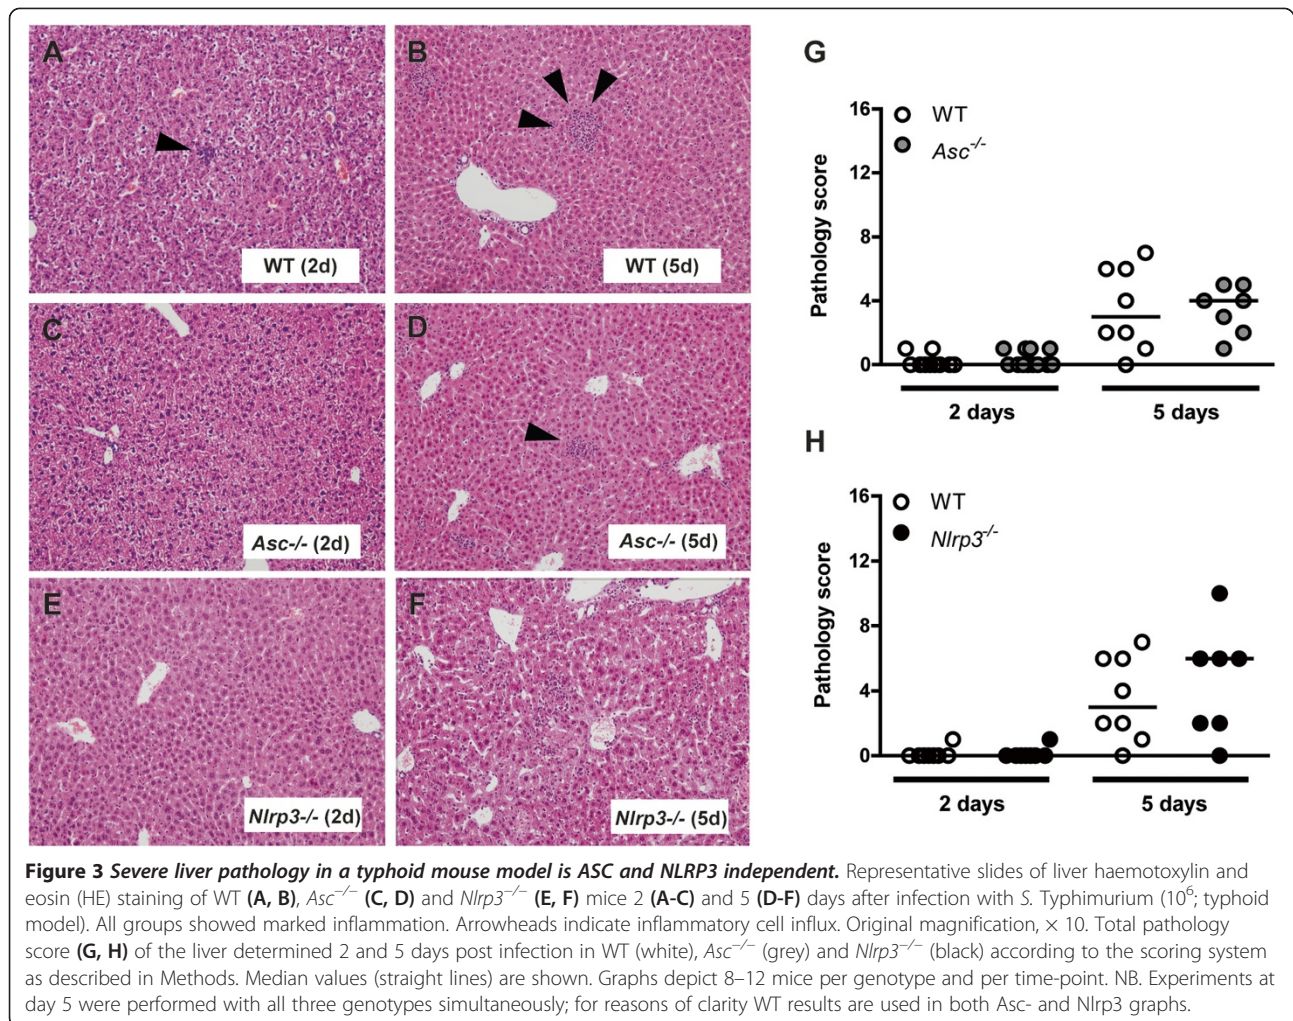 A
B
WT (2d)
WT (5d)
C
D
Asc-/- (2d)
Asc-/- (5d)
E
F
Nlrp3-/- (2d)
Nlrp3-/- (5d)
G
WT
Asc-/-
Pathology score
16
12
8
4
0
2 days
5 days
H
WT
Nlrp3-/-
Pathology score
16
12
8
4
0
2 days
5 days
Figure 3 Severe liver pathology in a typhoid mouse model is ASC and NLRP3 independent. Representative slides of liver haemotoxylin and
eosin (HE) staining of WT (A, B), Asc−/− (C, D) and Nlrp3−/− (E, F) mice 2 (A-C) and 5 (D-F) days after infection with S. Typhimurium (10⁶; typhoid
model). All groups showed marked inflammation. Arrowheads indicate inflammatory cell influx. Original magnification, × 10. Total pathology
score (G, H) of the liver determined 2 and 5 days post infection in WT (white), Asc−/− (grey) and Nlrp3−/− (black) according to the scoring system
as described in Methods. Median values (straight lines) are shown. Graphs depict 8–12 mice per genotype and per time-point. NB. Experiments at
day 5 were performed with all three genotypes simultaneously; for reasons of clarity WT results are used in both Asc- and Nlrp3 graphs.